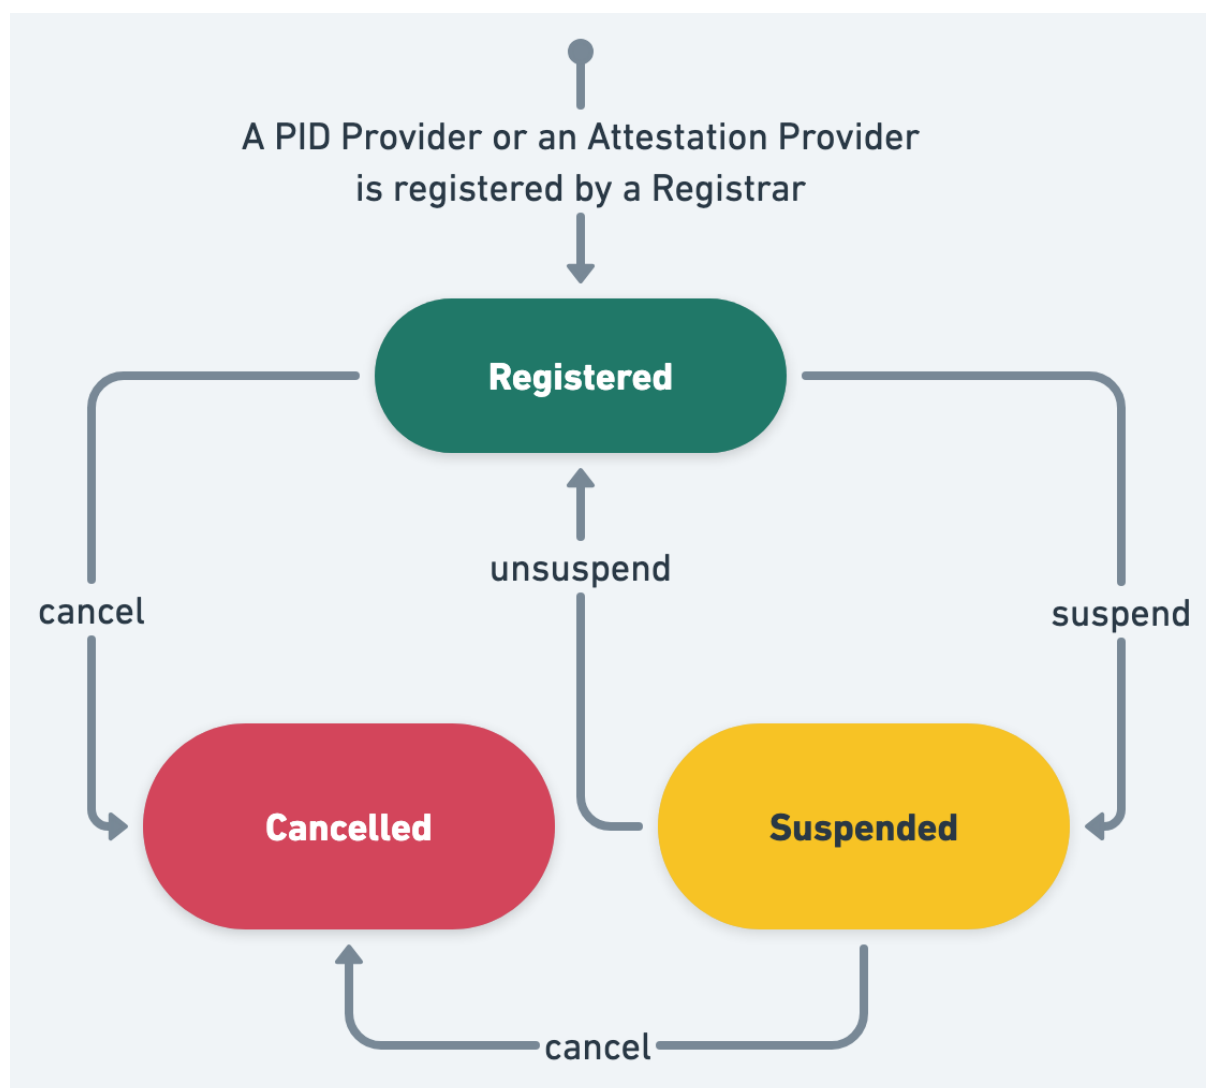 A PID Provider or an Attestation Provider
is registered by a Registrar
Registered
unsuspend
cancel
suspend
Cancelled
Suspended
cancel